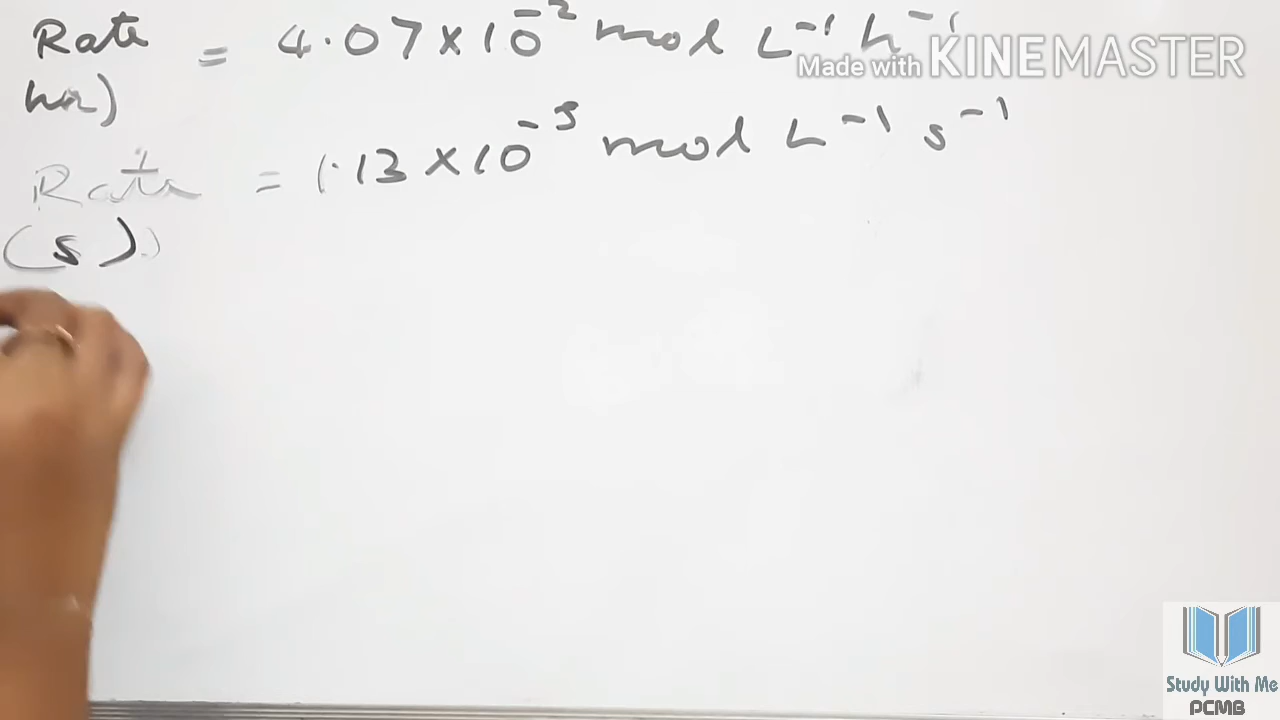 Rate = 4.07 x 10⁻² mol L⁻¹ h⁻¹
hr)
Made with KINEMASTER
Rate = 1.13 x 10⁻⁵ mol L⁻¹ s⁻¹
(s)
Study With Me
PCMB